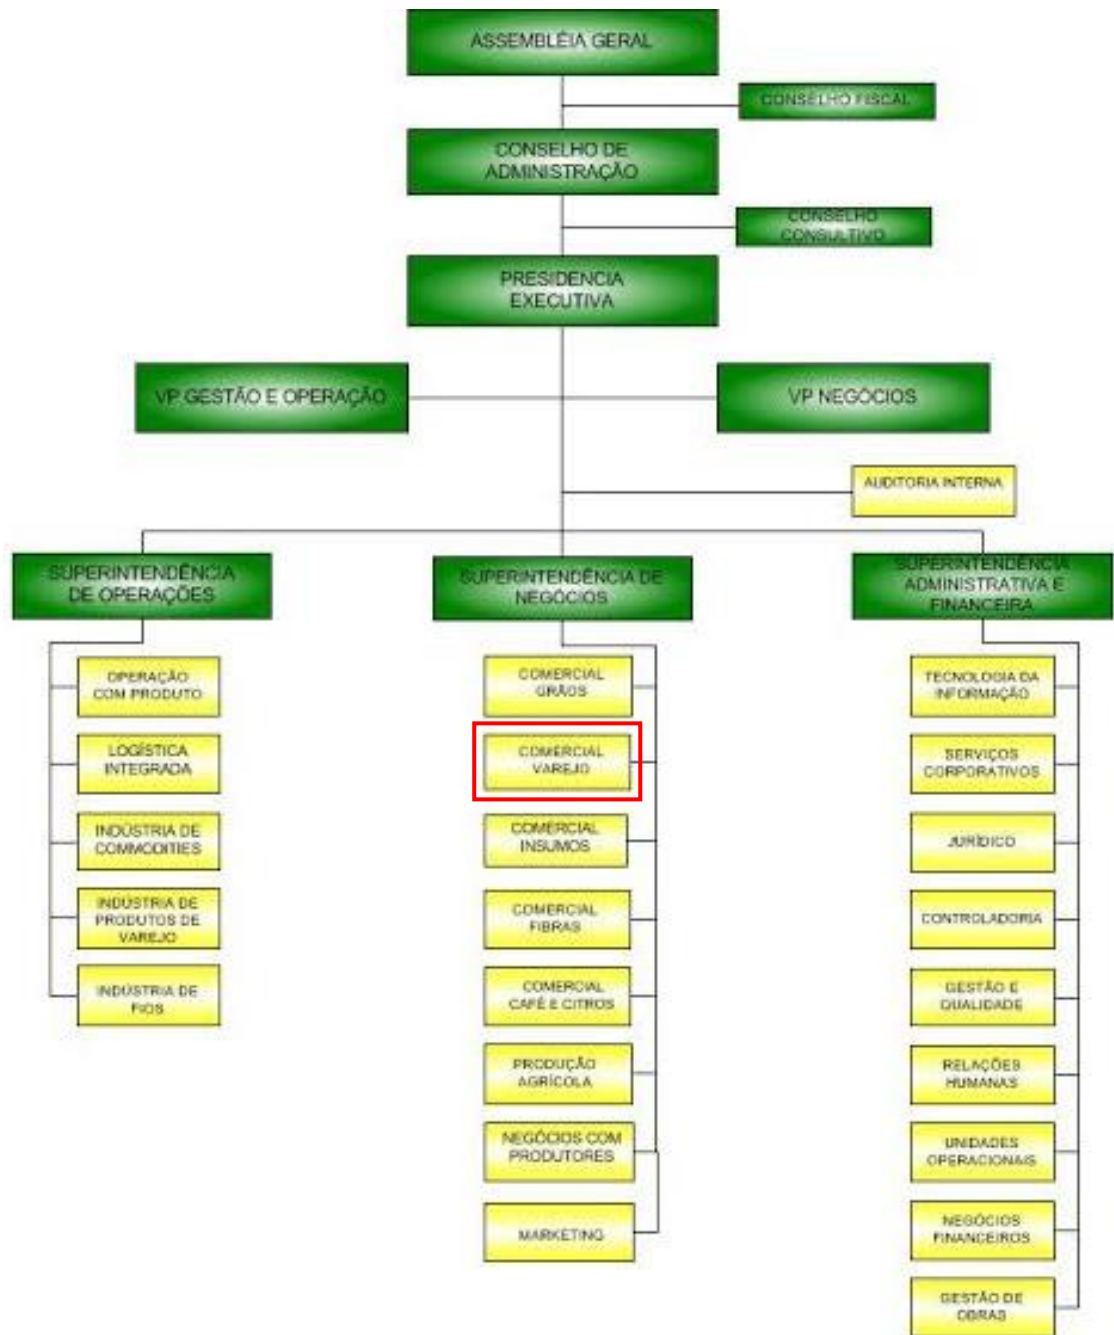 ASSEMBLÉIA GERAL
CONSELHO FISCAL
CONSELHO DE
ADMINISTRAÇÃO
CONSELHO
CONSULTIVO
PRESIDENCIA
EXECUTIVA
VP GESTÃO E OPERAÇÃO
VP NEGÓCIOS
AUDITORIA INTERNA
SUPERINTENDÊNCIA
DE OPERAÇÕES
SUPERINTENDÊNCIA DE
NEGÓCIOS
SUPERINTENDÊNCIA
ADMINISTRATIVA E
FINANCEIRA
OPERAÇÃO
COM PRODUTO
LOGÍSTICA
INTEGRADA
INDÚSTRIA DE
COMMODITIES
INDÚSTRIA DE
PRODUTOS DE
VAREJO
INDÚSTRIA DE
FIOS
COMERCIAL
GRÃOS
COMERCIAL
VAREJO
COMERCIAL
INSUMOS
COMERCIAL
FIBRAS
COMERCIAL
CAFÉ E CITROS
PRODUÇÃO
AGRÍCOLA
NEGÓCIOS COM
PRODUTORES
MARKETING
TECNOLOGIA DA
INFORMAÇÃO
SERVIÇOS
CORPORATIVOS
JURÍDICO
CONTROLADORIA
GESTÃO E
QUALIDADE
RELAÇÕES
HUMANAS
UNIDADES
OPERACIONAIS
NEGÓCIOS
FINANCEIROS
GESTÃO DE
OBRAS